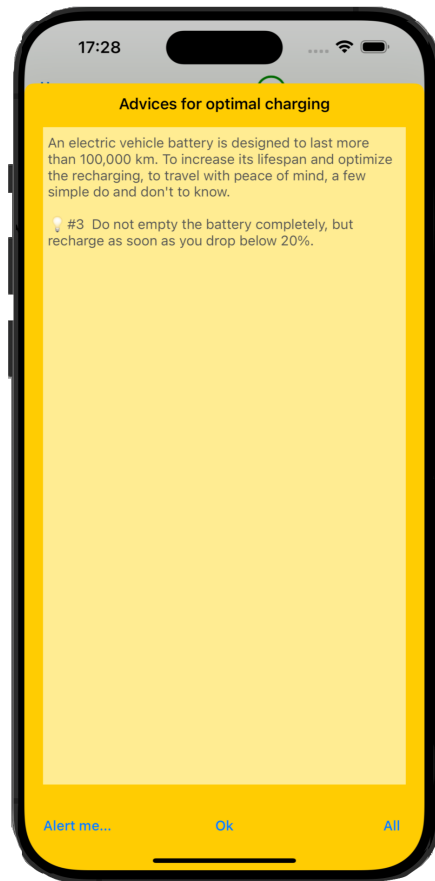 17:28
Advices for optimal charging
An electric vehicle battery is designed to last more
than 100,000 km. To increase its lifespan and optimize
the recharging, to travel with peace of mind, a few
simple do and don't to know.
💡 #3  Do not empty the battery completely, but
recharge as soon as you drop below 20%.
Alert me...
Ok
All